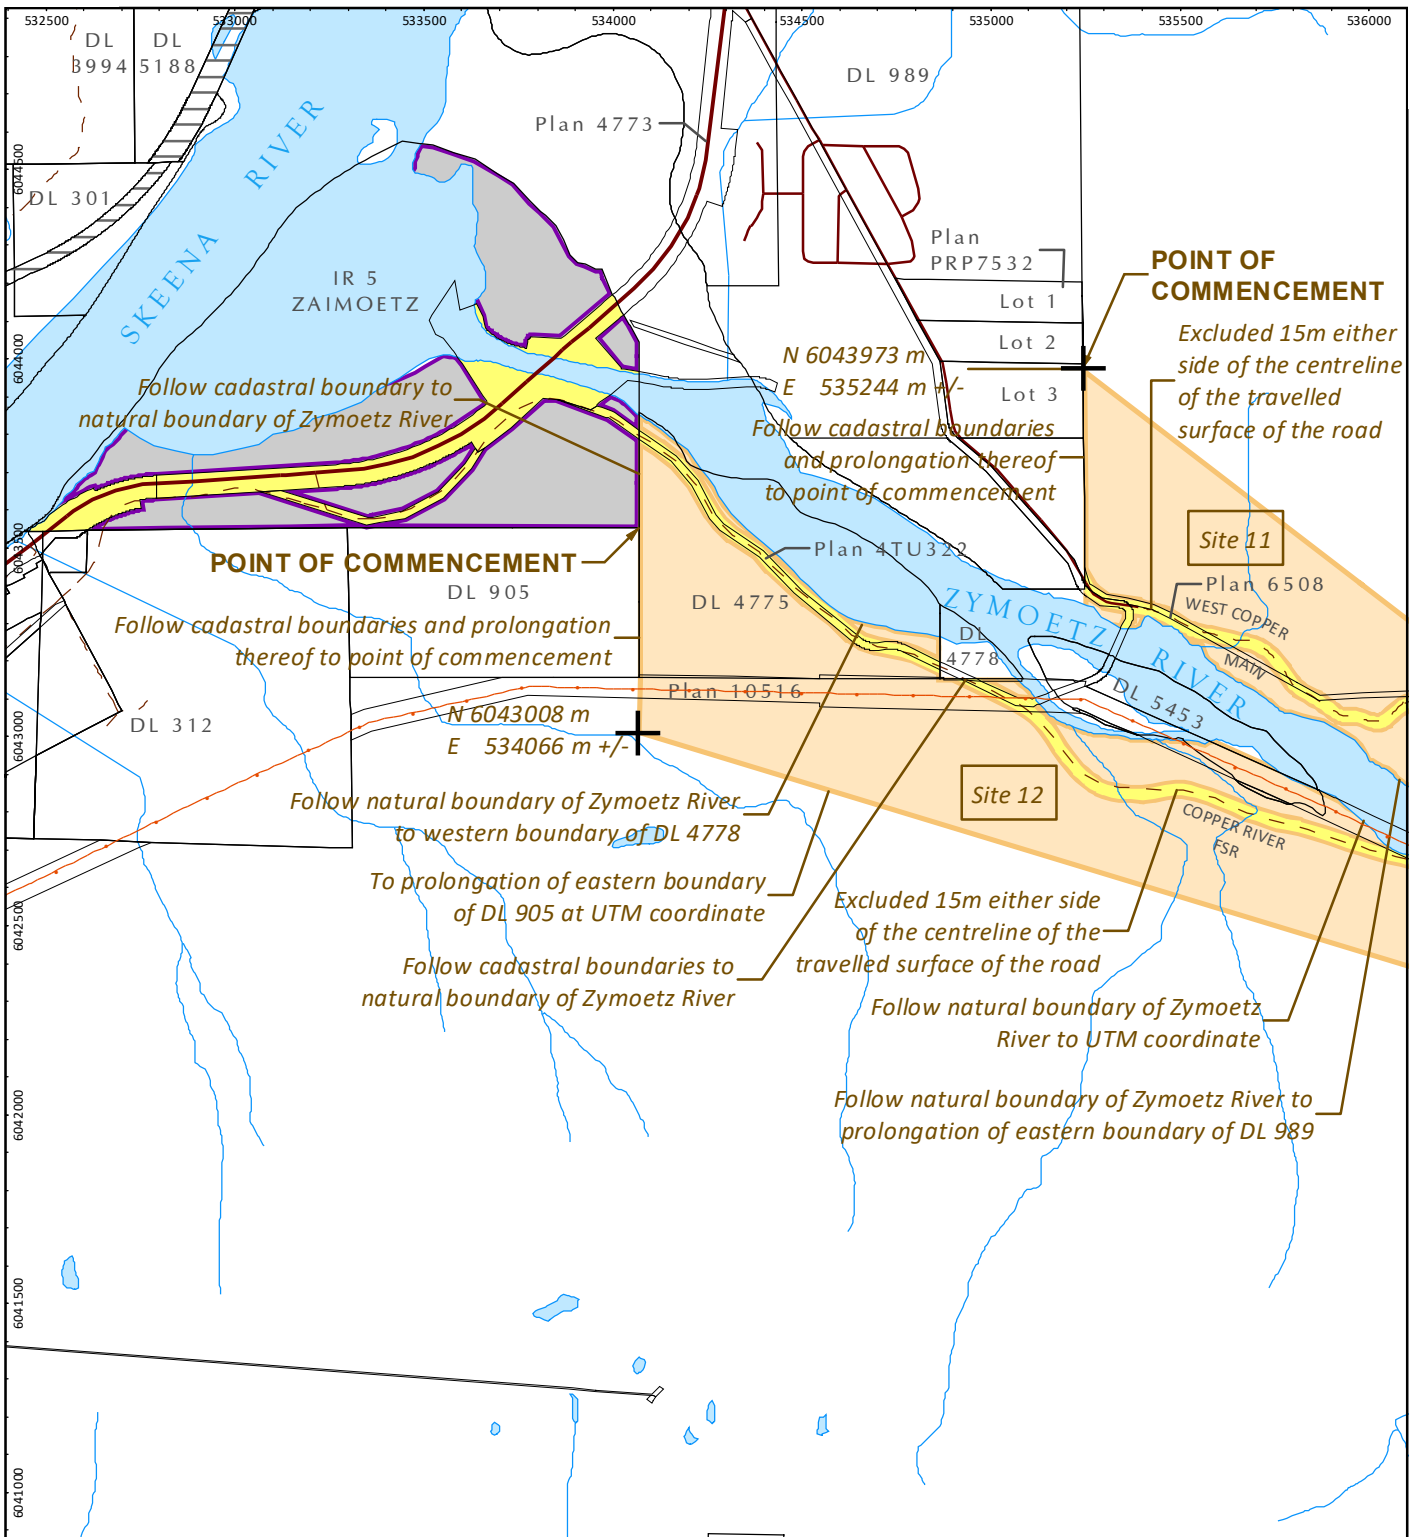 532500
533000
533500
534000
534500
535000
535500
536000
DL
3994
DL
5188
DL 989
Plan 4773
6044500
DL 301
SKEENA RIVER
IR 5
ZAIMOETZ
Plan
PRP7532
POINT OF
COMMENCEMENT
Lot 1
Lot 2
Lot 3
N 6043973 m
E 535244 m +/-
Excluded 15m either
side of the centreline
of the travelled
surface of the road
6044000
Follow cadastral boundary to
natural boundary of Zymoetz River
Follow cadastral boundaries
and prolongation thereof
to point of commencement
6043500
POINT OF COMMENCEMENT
Plan 4TU322
Site 11
DL 905
DL 4775
Plan 6508
WEST COPPER
MAIN
ZYMOETZ RIVER
DL
4778
Follow cadastral boundaries and prolongation
thereof to point of commencement
DL 5453
Plan 10516
DL 312
N 6043008 m
E 534066 m +/-
6043000
Site 12
COPPER RIVER
FSR
Follow natural boundary of Zymoetz River
to western boundary of DL 4778
To prolongation of eastern boundary
of DL 905 at UTM coordinate
Excluded 15m either side
of the centreline of the
travelled surface of the road
6042500
Follow cadastral boundaries to
natural boundary of Zymoetz River
Follow natural boundary of Zymoetz
River to UTM coordinate
Follow natural boundary of Zymoetz River to
prolongation of eastern boundary of DL 989
6042000
6041500
6041000